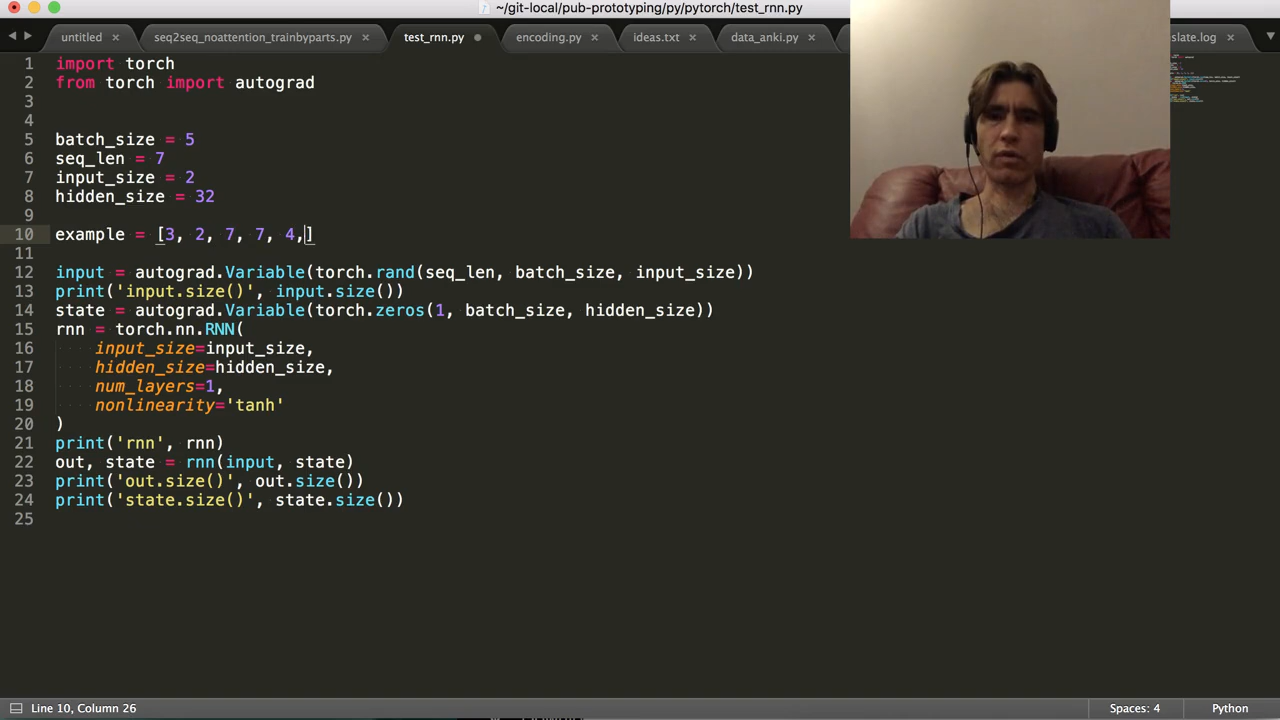 ~/git-local/pub-prototyping/py/pytorch/test_rnn.py
untitled × seq2seq_noattention_trainbyparts.py × test_rnn.py encoding.py × ideas.txt × data_anki.py × slate.log ×
1 import torch
2 from torch import autograd
3
4
5 batch_size = 5
6 seq_len = 7
7 input_size = 2
8 hidden_size = 32
9
10 example = [3, 2, 7, 7, 4,]
11
12 input = autograd.Variable(torch.rand(seq_len, batch_size, input_size))
13 print('input.size()', input.size())
14 state = autograd.Variable(torch.zeros(1, batch_size, hidden_size))
15 rnn = torch.nn.RNN(
16 input_size=input_size,
17 hidden_size=hidden_size,
18 num_layers=1,
19 nonlinearity='tanh'
20 )
21 print('rnn', rnn)
22 out, state = rnn(input, state)
23 print('out.size()', out.size())
24 print('state.size()', state.size())
25
Line 10, Column 26 Spaces: 4 Python